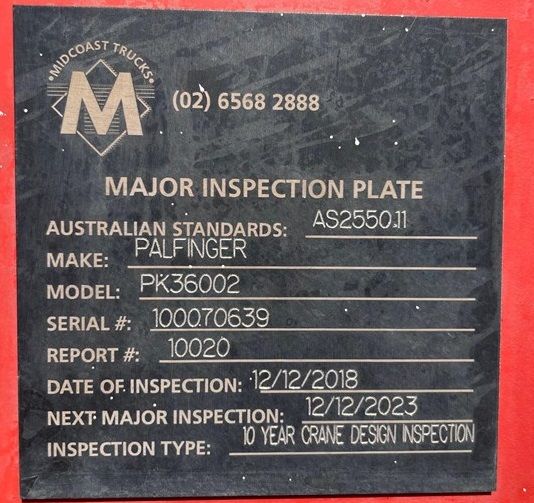 MIDCOAST TRUCKS
M
(02) 6568 2888
MAJOR INSPECTION PLATE
AUSTRALIAN STANDARDS: AS2550.11
MAKE: PALFINGER
MODEL: PK36002
SERIAL #: 100070639
REPORT #: 10020
DATE OF INSPECTION: 12/12/2018
NEXT MAJOR INSPECTION: 12/12/2023
INSPECTION TYPE: 10 YEAR CRANE DESIGN INSPECTION